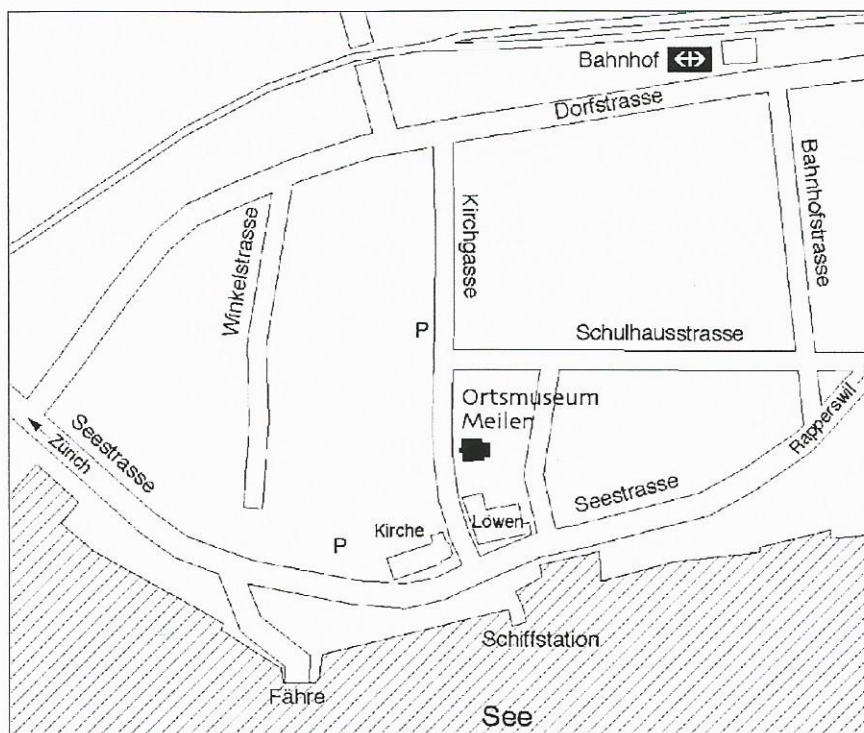 Bahnhof
Dorfstrasse
Bahnhofstrasse
Kirchgasse
Winkelstrasse
P
Schulhausstrasse
Ortsmuseum
Meilen
Rapperswil
Seestrasse
Zürich
Seestrasse
Löwen
Kirche
P
Schiffstation
Fähre
See